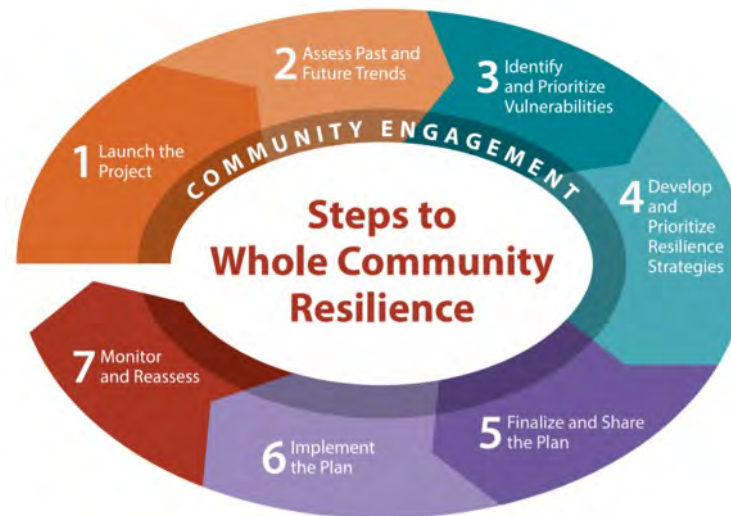 1 Launch the
Project
2 Assess Past and
Future Trends
3 Identify
and Prioritize
Vulnerabilities
4 Develop
and
Prioritize
Resilience
Strategies
5 Finalize and Share
the Plan
6 Implement
the Plan
7 Monitor
and Reassess
COMMUNITY ENGAGEMENT
Steps to
Whole Community
Resilience